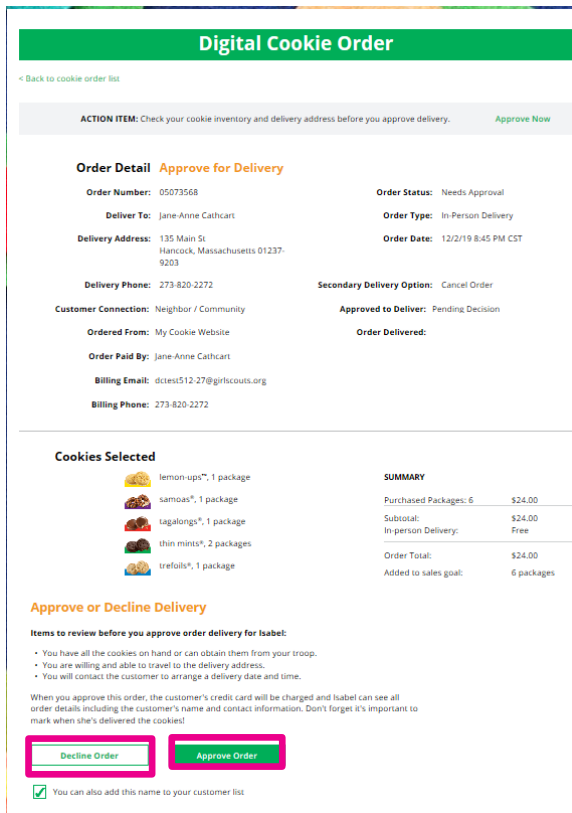 Digital Cookie Order
< Back to cookie order list
ACTION ITEM: Check your cookie inventory and delivery address before you approve delivery. Approve Now
Order Detail Approve for Delivery
Order Number: 05073568 Order Status: Needs Approval
Deliver To: Jane-Anne Cathcart Order Type: In-Person Delivery
Delivery Address: 135 Main St Order Date: 12/2/19 8:45 PM CST
Hancock, Massachusetts 01237-
9203
Delivery Phone: 273-820-2272 Secondary Delivery Option: Cancel Order
Customer Connection: Neighbor / Community Approved to Deliver: Pending Decision
Ordered From: My Cookie Website Order Delivered:
Order Paid By: Jane-Anne Cathcart
Billing Email: dctest512-27@girlscouts.org
Billing Phone: 273-820-2272
Cookies Selected
lemon-ups™, 1 package SUMMARY
samoas®, 1 package Purchased Packages: 6 $24.00
tagalongs®, 1 package Subtotal: $24.00
In-person Delivery: Free
thin mints®, 2 packages
Order Total: $24.00
trefoils®, 1 package Added to sales goal: 6 packages
Approve or Decline Delivery
Items to review before you approve order delivery for Isabel:
• You have all the cookies on hand or can obtain them from your troop.
• You are willing and able to travel to the delivery address.
• You will contact the customer to arrange a delivery date and time.
When you approve this order, the customer's credit card will be charged and Isabel can see all
order details including the customer's name and contact information. Don't forget it's important to
mark when she's delivered the cookies!
Decline Order Approve Order
You can also add this name to your customer list